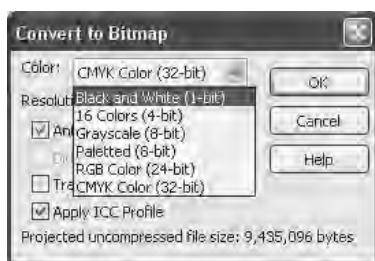 Convert to Bitmap
Color: CMYK Color (32-bit)
OK
Black and White (1-bit)
16 Colors (4-bit)
Cancel
Grayscale (8-bit)
Paletted (8-bit)
Help
RGB Color (24-bit)
CMYK Color (32-bit)
Apply ICC Profile
Projected uncompressed file size: 9,435,096 bytes